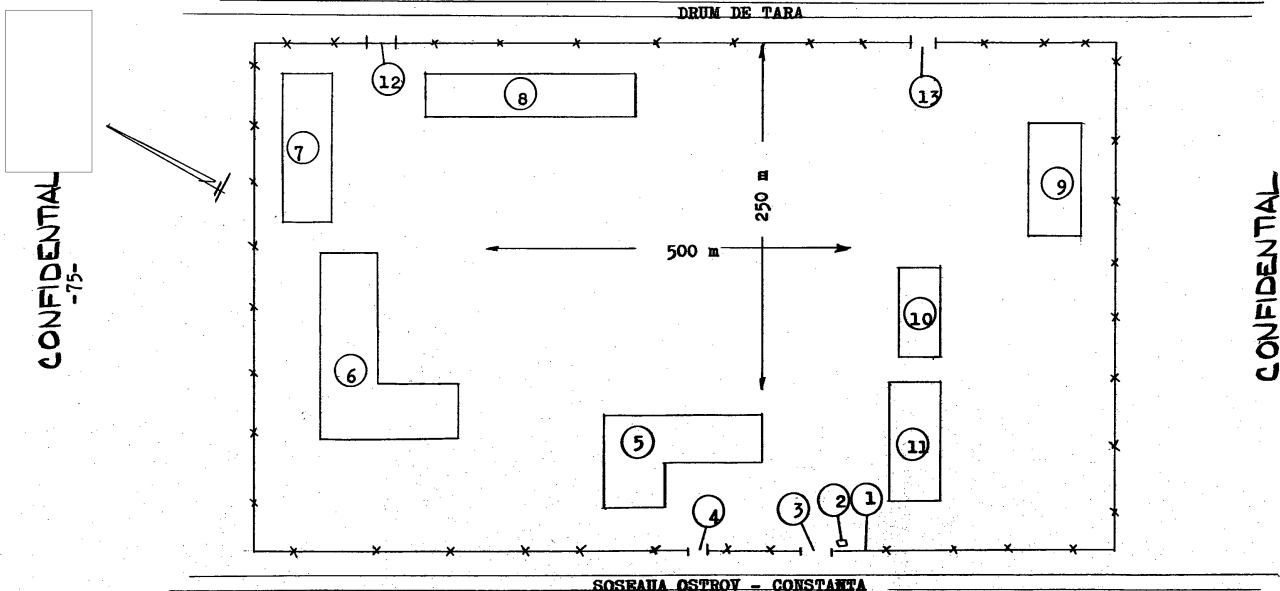 DRUM DE TARA
12
8
13
7
250 m
9
CONFIDENTIAL
-75-
CONFIDENTIAL
500 m
10
6
5
11
4
3
2
1
SOSEAUA OSTROV - CONSTANTA